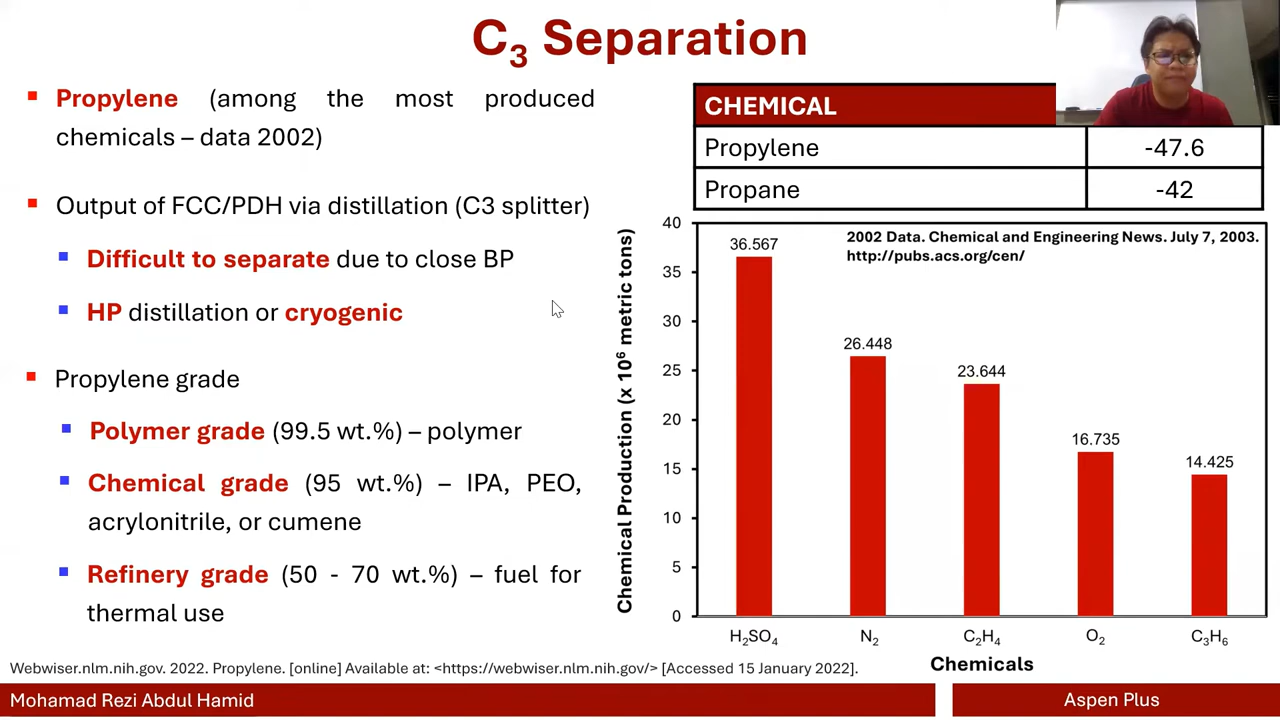 C₃ Separation
▪ Propylene (among the most produced
chemicals – data 2002)
▪ Output of FCC/PDH via distillation (C3 splitter)
▪ Difficult to separate due to close BP
▪ HP distillation or cryogenic
▪ Propylene grade
▪ Polymer grade (99.5 wt.%) – polymer
▪ Chemical grade (95 wt.%) – IPA, PEO,
acrylonitrile, or cumene
▪ Refinery grade (50 - 70 wt.%) – fuel for
thermal use
CHEMICAL
Propylene -47.6
Propane -42
2002 Data. Chemical and Engineering News. July 7, 2003.
http://pubs.acs.org/cen/
Chemical Production (x 10⁶ metric tons)
40
35
30
25
20
15
10
5
0
36.567
26.448
23.644
16.735
14.425
H₂SO₄ N₂ C₂H₄ O₂ C₃H₆
Chemicals
Webwiser.nlm.nih.gov. 2022. Propylene. [online] Available at: <https://webwiser.nlm.nih.gov/> [Accessed 15 January 2022].
Mohamad Rezi Abdul Hamid
Aspen Plus